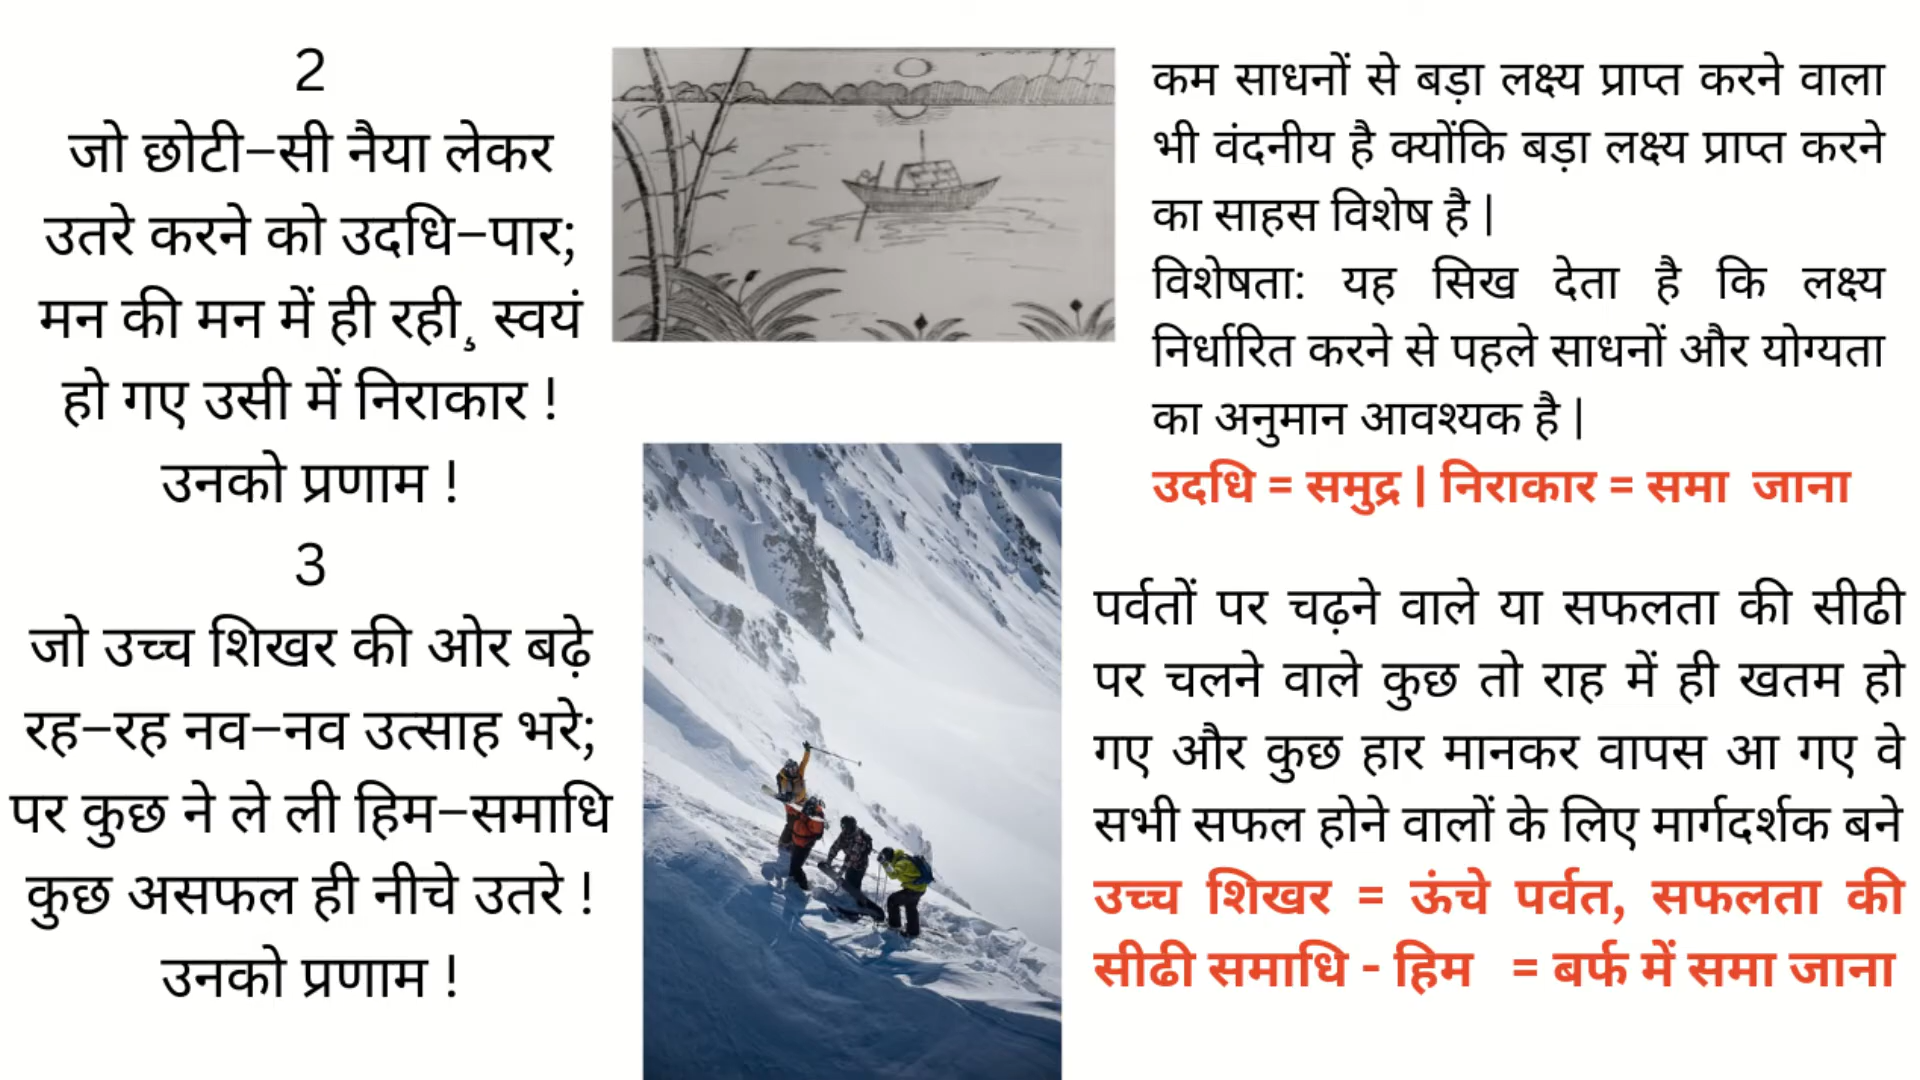 2
जो छोटी–सी नैया लेकर
उतरे करने को उदधि–पार;
मन की मन में ही रही¸ स्वयं
हो गए उसी में निराकार !
उनको प्रणाम !
3
जो उच्च शिखर की ओर बढ़े
रह–रह नव–नव उत्साह भरे;
पर कुछ ने ले ली हिम–समाधि
कुछ असफल ही नीचे उतरे !
उनको प्रणाम !
कम साधनों से बड़ा लक्ष्य प्राप्त करने वाला
भी वंदनीय है क्योंकि बड़ा लक्ष्य प्राप्त करने
का साहस विशेष है |
विशेषता: यह सिख देता है कि लक्ष्य
निर्धारित करने से पहले साधनों और योग्यता
का अनुमान आवश्यक है |
उदधि = समुद्र | निराकार = समा जाना
पर्वतों पर चढ़ने वाले या सफलता की सीढी
पर चलने वाले कुछ तो राह में ही खतम हो
गए और कुछ हार मानकर वापस आ गए वे
सभी सफल होने वालों के लिए मार्गदर्शक बने
उच्च शिखर = ऊंचे पर्वत, सफलता की
सीढी समाधि - हिम = बर्फ में समा जाना